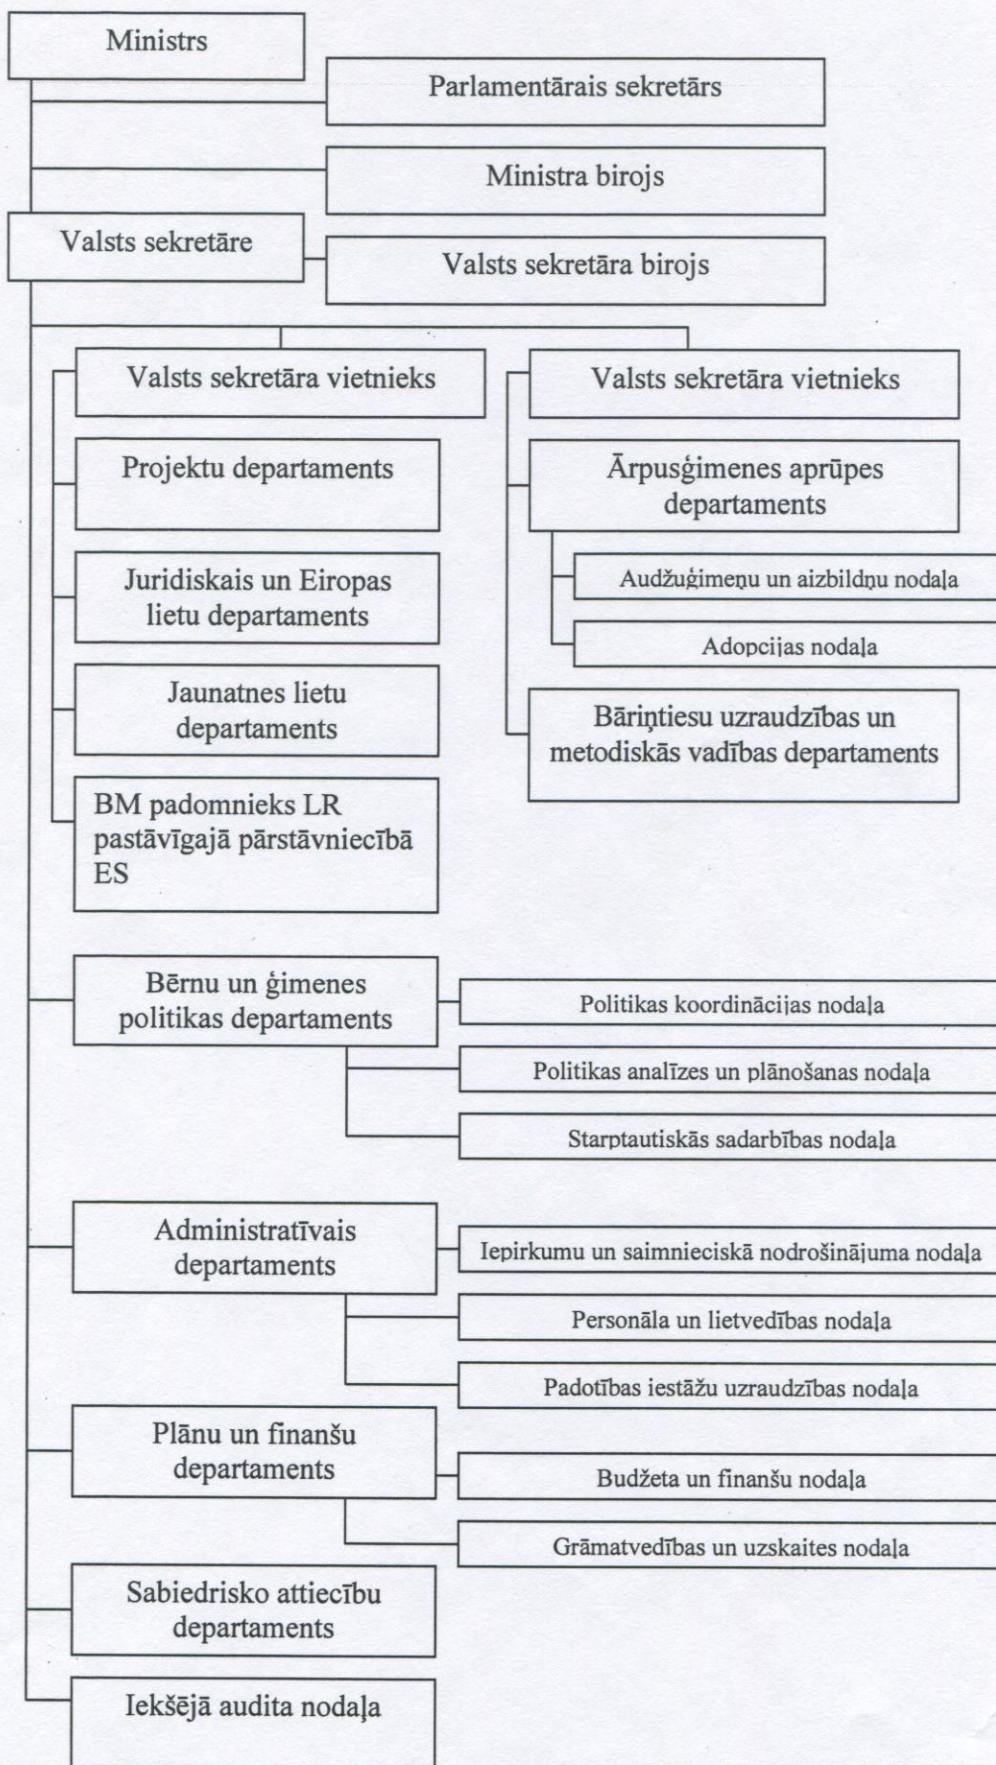 Ministrs
Parlamentārais sekretārs
Ministra birojs
Valsts sekretāre
Valsts sekretāra birojs
Valsts sekretāra vietnieks
Projektu departaments
Juridiskais un Eiropas
lietu departaments
Jaunatnes lietu
departaments
BM padomnieks LR
pastāvīgajā pārstāvniecībā
ES
Valsts sekretāra vietnieks
Ārpusģimenes aprūpes
departaments
Audžuģimeņu un aizbildņu nodaļa
Adopcijas nodaļa
Bāriņtiesu uzraudzības un
metodiskās vadības departaments
Bērnu un ģimenes
politikas departaments
Politikas koordinācijas nodaļa
Politikas analīzes un plānošanas nodaļa
Starptautiskās sadarbības nodaļa
Administratīvais
departaments
Iepirkumu un saimnieciskā nodrošinājuma nodaļa
Personāla un lietvedības nodaļa
Padotības iestāžu uzraudzības nodaļa
Plānu un finanšu
departaments
Budžeta un finanšu nodaļa
Grāmatvedības un uzskaites nodaļa
Sabiedrisko attiecību
departaments
Iekšējā audita nodaļa